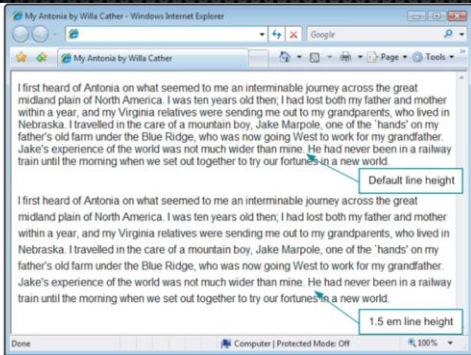 My Antonia by Willa Cather - Windows Internet Explorer
Google
My Antonia by Willa Cather
Page
Tools
I first heard of Antonia on what seemed to me an interminable journey across the great
midland plain of North America. I was ten years old then; I had lost both my father and mother
within a year, and my Virginia relatives were sending me out to my grandparents, who lived in
Nebraska. I travelled in the care of a mountain boy, Jake Marpole, one of the `hands' on my
father's old farm under the Blue Ridge, who was now going West to work for my grandfather.
Jake's experience of the world was not much wider than mine. He had never been in a railway
train until the morning when we set out together to try our fortunes in a new world.
Default line height
I first heard of Antonia on what seemed to me an interminable journey across the great
midland plain of North America. I was ten years old then; I had lost both my father and mother
within a year, and my Virginia relatives were sending me out to my grandparents, who lived in
Nebraska. I travelled in the care of a mountain boy, Jake Marpole, one of the `hands' on my
father's old farm under the Blue Ridge, who was now going West to work for my grandfather.
Jake's experience of the world was not much wider than mine. He had never been in a railway
train until the morning when we set out together to try our fortunes in a new world.
1.5 em line height
Done
Computer | Protected Mode: Off
100%